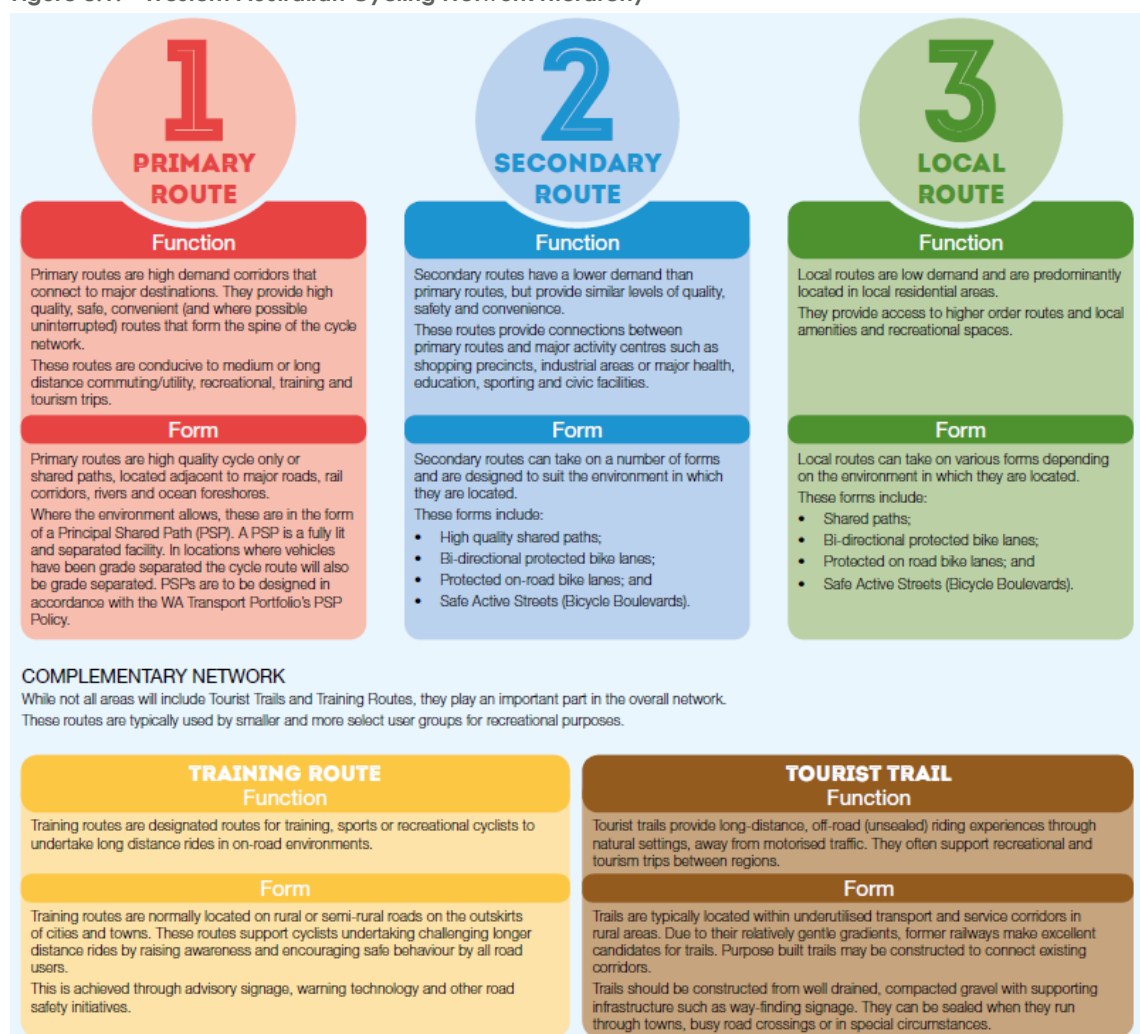 1
PRIMARY
ROUTE
Function
Primary routes are high demand corridors that
connect to major destinations. They provide high
quality, safe, convenient (and where possible
uninterrupted) routes that form the spine of the cycle
network.
These routes are conducive to medium or long
distance commuting/utility, recreational, training and
tourism trips.
Form
Primary routes are high quality cycle only or
shared paths, located adjacent to major roads, rail
corridors, rivers and ocean foreshores.
Where the environment allows, these are in the form
of a Principal Shared Path (PSP). A PSP is a fully lit
and separated facility. In locations where vehicles
have been grade separated the cycle route will also
be grade separated. PSPs are to be designed in
accordance with the WA Transport Portfolio's PSP
Policy.
2
SECONDARY
ROUTE
Function
Secondary routes have a lower demand than
primary routes, but provide similar levels of quality,
safety and convenience.
These routes provide connections between
primary routes and major activity centres such as
shopping precincts, industrial areas or major health,
education, sporting and civic facilities.
Form
Secondary routes can take on a number of forms
and are designed to suit the environment in which
they are located.
These forms include:
• High quality shared paths;
• Bi-directional protected bike lanes;
• Protected on-road bike lanes; and
• Safe Active Streets (Bicycle Boulevards).
3
LOCAL
ROUTE
Function
Local routes are low demand and are predominantly
located in local residential areas.
They provide access to higher order routes and local
amenities and recreational spaces.
Form
Local routes can take on various forms depending
on the environment in which they are located.
These forms include:
• Shared paths;
• Bi-directional protected bike lanes;
• Protected on road bike lanes; and
• Safe Active Streets (Bicycle Boulevards).
COMPLEMENTARY NETWORK
While not all areas will include Tourist Trails and Training Routes, they play an important part in the overall network.
These routes are typically used by smaller and more select user groups for recreational purposes.
TRAINING ROUTE
Function
Training routes are designated routes for training, sports or recreational cyclists to
undertake long distance rides in on-road environments.
Form
Training routes are normally located on rural or semi-rural roads on the outskirts
of cities and towns. These routes support cyclists undertaking challenging longer
distance rides by raising awareness and encouraging safe behaviour by all road
users.
This is achieved through advisory signage, warning technology and other road
safety initiatives.
TOURIST TRAIL
Function
Tourist trails provide long-distance, off-road (unsealed) riding experiences through
natural settings, away from motorised traffic. They often support recreational and
tourism trips between regions.
Form
Trails are typically located within underutilised transport and service corridors in
rural areas. Due to their relatively gentle gradients, former railways make excellent
candidates for trails. Purpose built trails may be constructed to connect existing
corridors.
Trails should be constructed from well drained, compacted gravel with supporting
infrastructure such as way-finding signage. They can be sealed when they run
through towns, busy road crossings or in special circumstances.